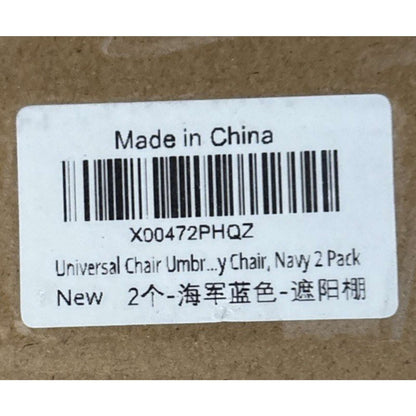 Made in China
X00472PHQZ
Universal Chair Umbr...y Chair, Navy 2 Pack
New 2个-海军蓝色-遮阳棚